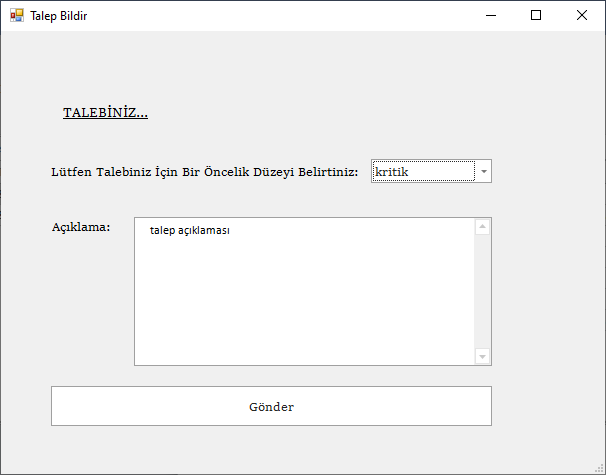 Talep Bildir
TALEBİNİZ...
Lütfen Talebiniz İçin Bir Öncelik Düzeyi Belirtiniz: kritik
Açıklama: talep açıklaması
Gönder